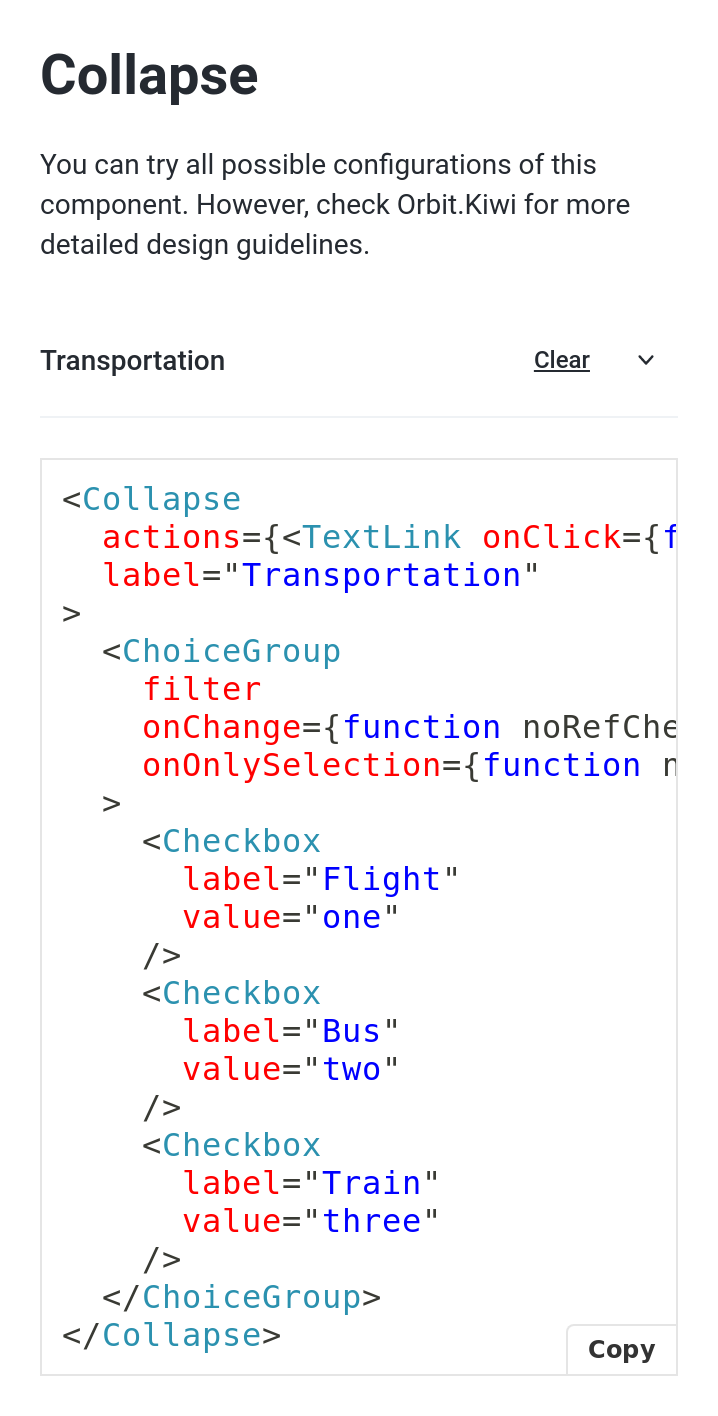 Collapse
You can try all possible configurations of this
component. However, check Orbit.Kiwi for more
detailed design guidelines.
Transportation Clear
<Collapse
  actions={<TextLink onClick={f
  label="Transportation"
>
  <ChoiceGroup
    filter
    onChange={function noRefChe
    onOnlySelection={function n
  >
    <Checkbox
      label="Flight"
      value="one"
    />
    <Checkbox
      label="Bus"
      value="two"
    />
    <Checkbox
      label="Train"
      value="three"
    />
  </ChoiceGroup>
</Collapse>
Copy